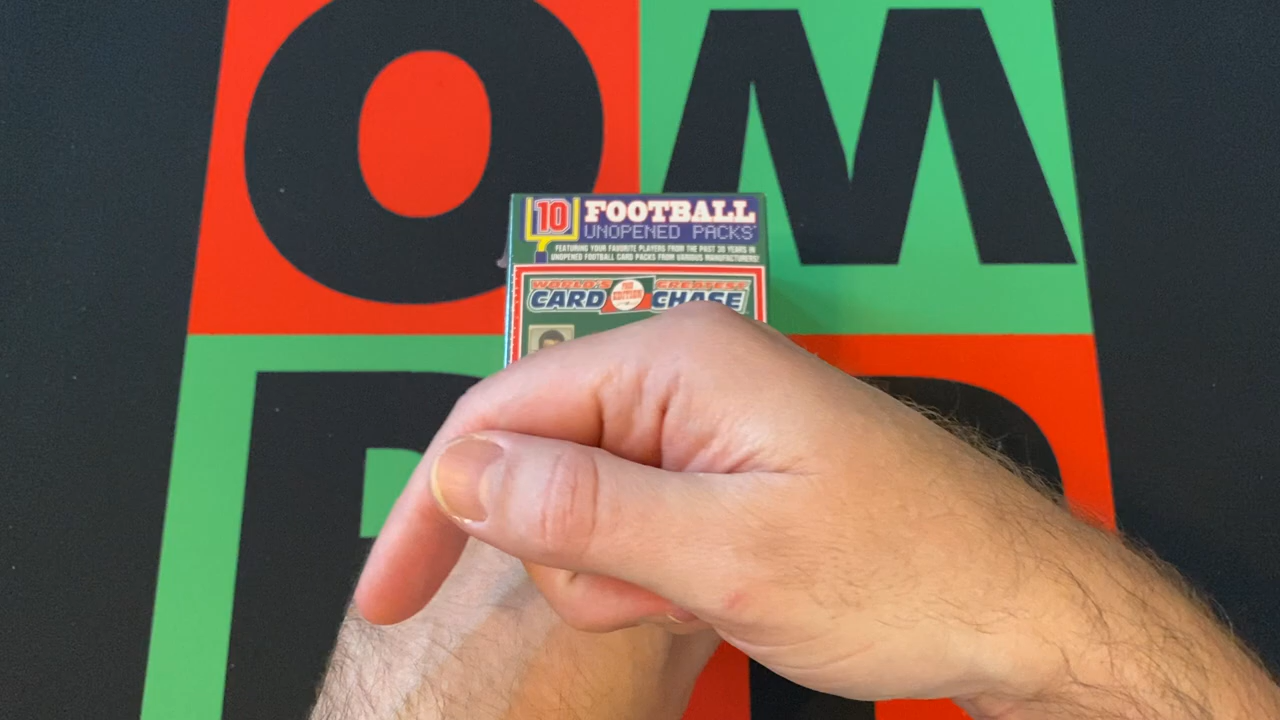 OM
10 FOOTBALL
UNOPENED PACKS
FEATURING YOUR FAVORITE PLAYERS FROM THE PAST 30 YEARS IN
UNOPENED FOOTBALL CARD PACKS FROM VARIOUS MANUFACTURERS!
WORLD'S GREATEST
CARD CHASE